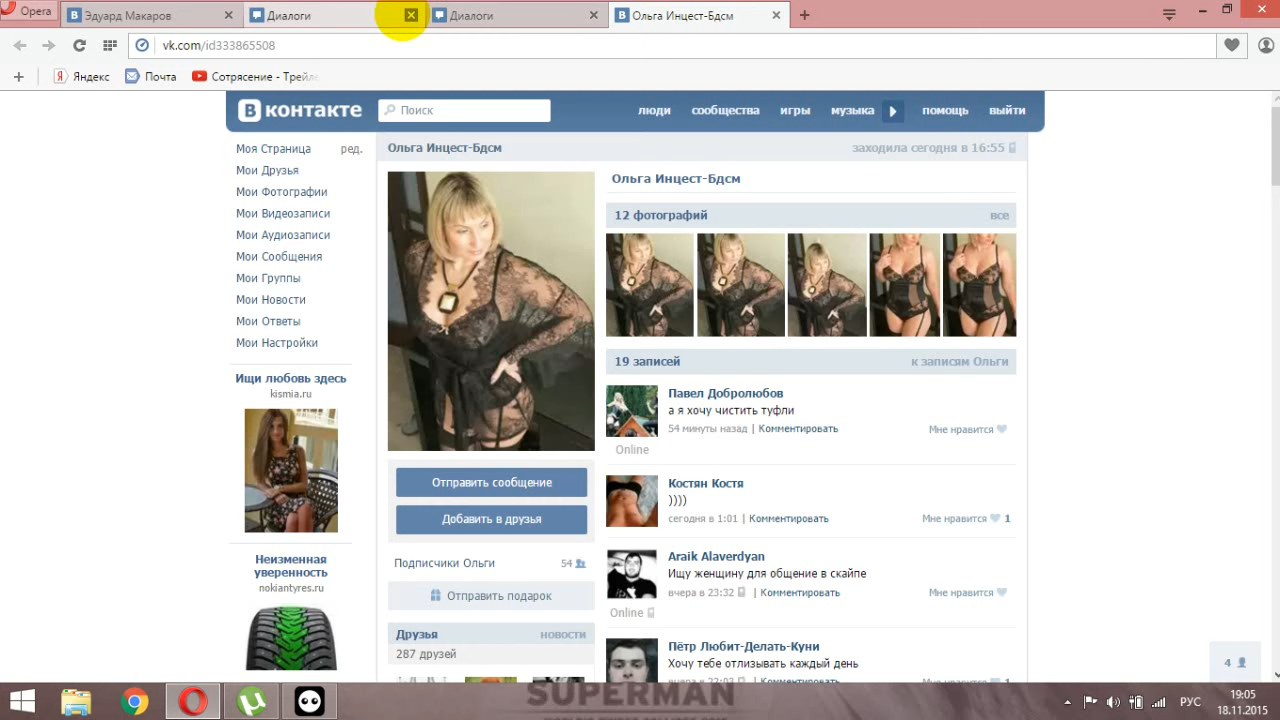 Opera
Эдуард Макаров
Диалоги
Диалоги
Ольга Инцест-Бдсм
vk.com/id333865508
Яндекс
Почта
Сотрясение - Трейле
В контакте
Поиск
люди
сообщества
игры
музыка
помощь
выйти
Моя Страница
ред.
Мои Друзья
Мои Фотографии
Мои Видеозаписи
Мои Аудиозаписи
Мои Сообщения
Мои Группы
Мои Новости
Мои Ответы
Мои Настройки
Ищи любовь здесь
kismia.ru
Неизменная
уверенность
nokiantyres.ru
Ольга Инцест-Бдсм
заходила сегодня в 16:55
Отправить сообщение
Добавить в друзья
Подписчики Ольги
54
Отправить подарок
Друзья
новости
287 друзей
Ольга Инцест-Бдсм
12 фотографий
все
19 записей
к записям Ольги
Павел Добролюбов
а я хочу чистить туфли
54 минуты назад | Комментировать
Мне нравится
Online
Костян Костя
))))
сегодня в 1:01 | Комментировать
Мне нравится 1
Araik Alaverdyan
Ищу женщину для общение в скайпе
вчера в 23:32 | Комментировать
Мне нравится
Online
Пётр Любит-Делать-Куни
Хочу тебе отлизывать каждый день
Комментировать
Мне нравится 1
4
SUPERMAN
РУС
19:05
18.11.2015